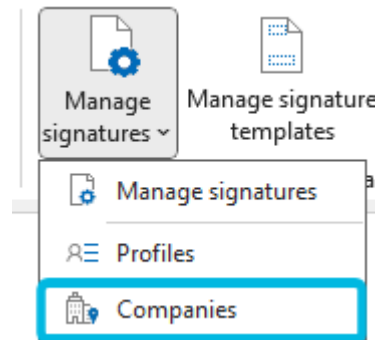 Manage
signatures
Manage signature
templates
Manage signatures
Profiles
Companies